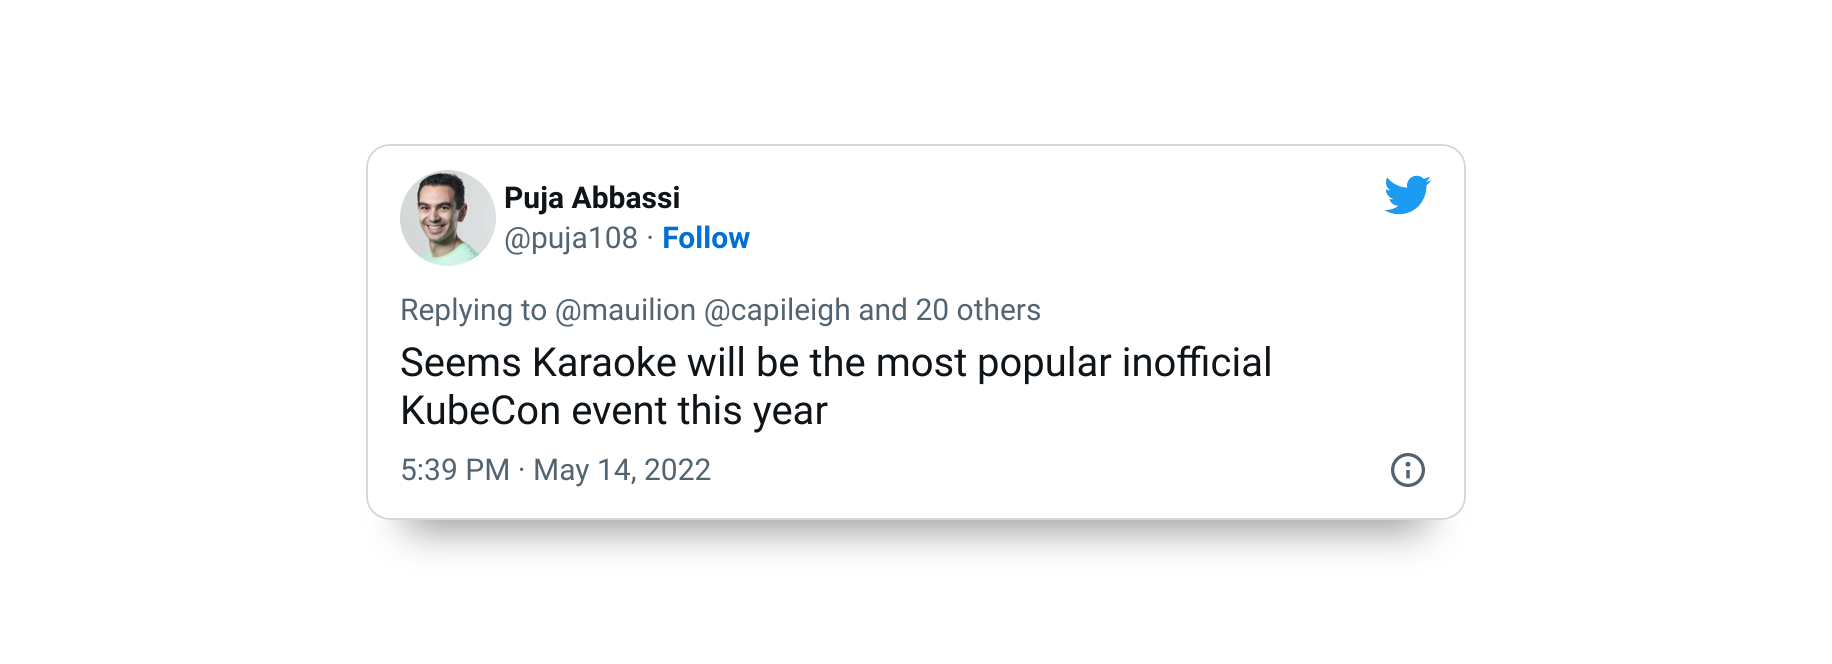 Puja Abbassi
@puja108 · Follow
Replying to @mauilion @capileigh and 20 others
Seems Karaoke will be the most popular inofficial
KubeCon event this year
5:39 PM · May 14, 2022